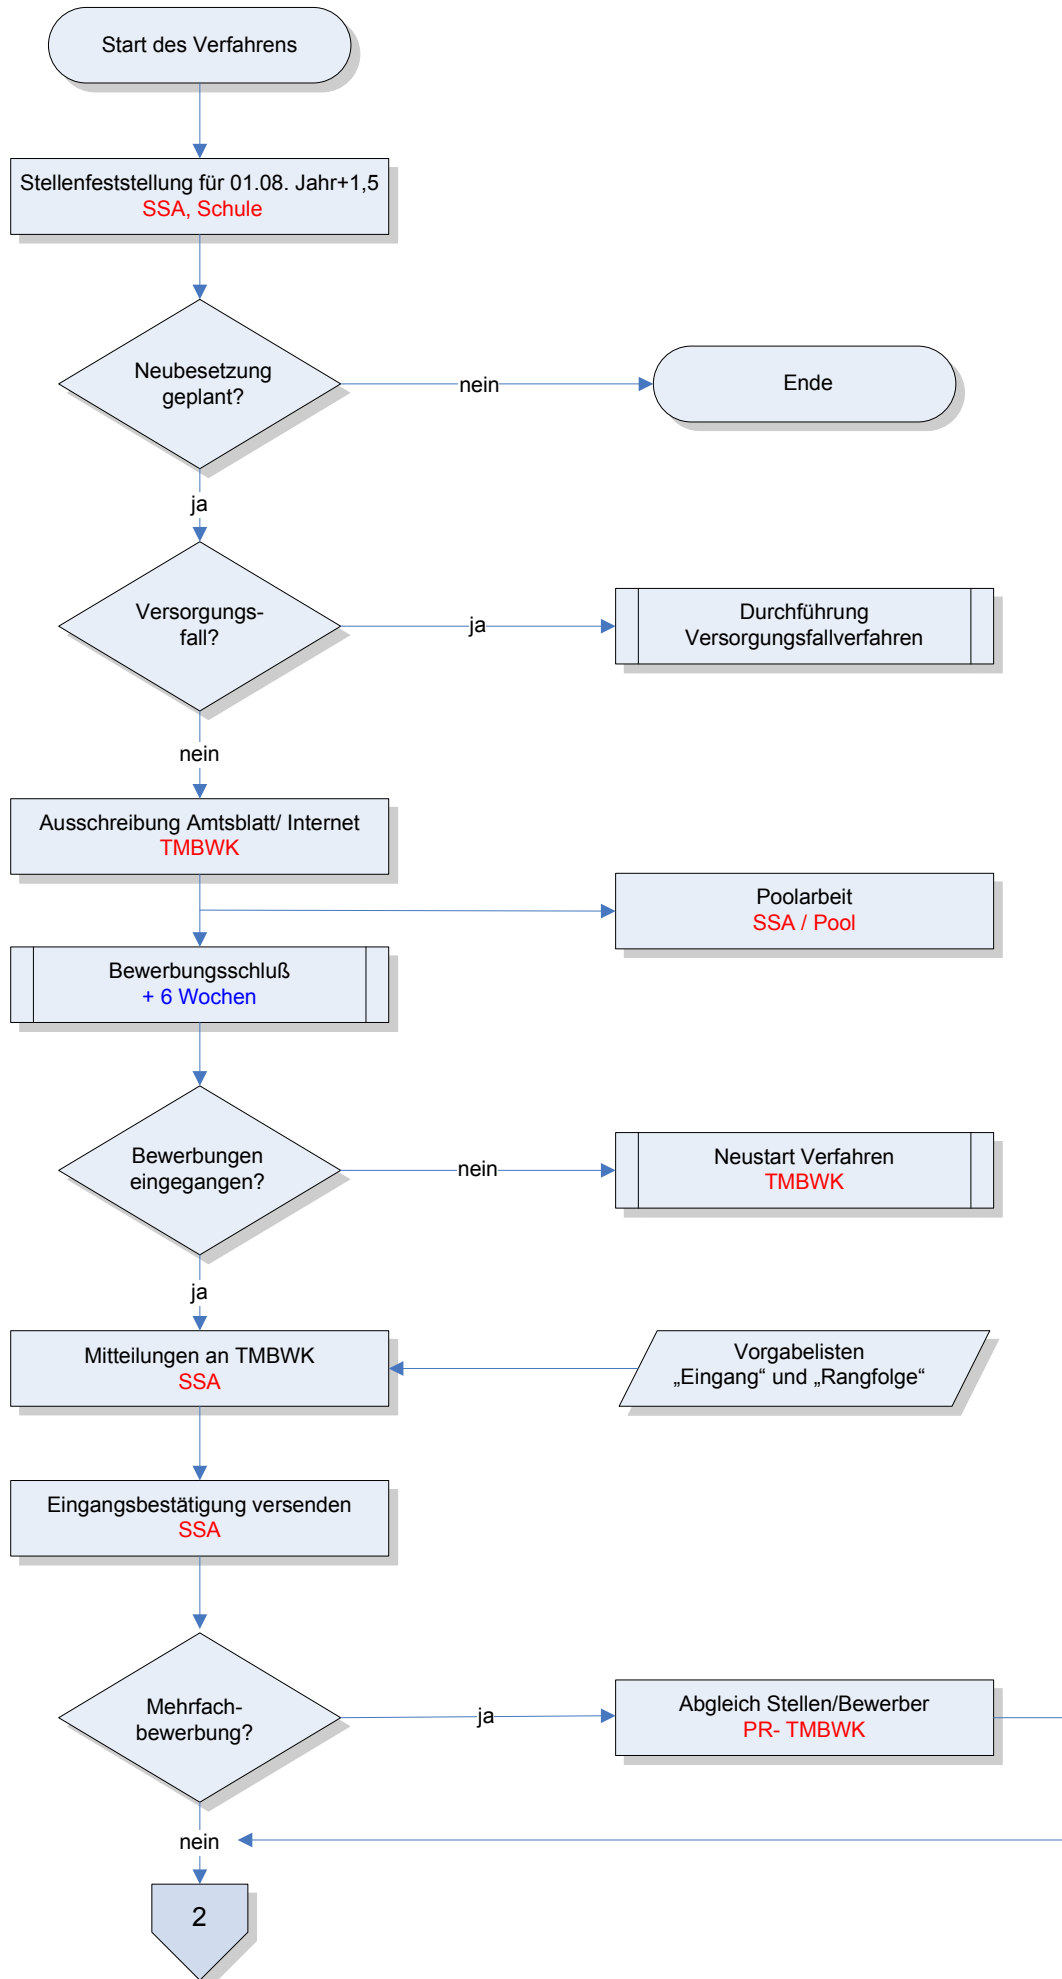 Start des Verfahrens
Stellenfeststellung für 01.08. Jahr+1,5
SSA, Schule
Neubesetzung
geplant?
nein
Ende
ja
Versorgungs-
fall?
ja
Durchführung
Versorgungsfallverfahren
nein
Ausschreibung Amtsblatt/ Internet
TMBWK
Poolarbeit
SSA / Pool
Bewerbungsschluß
+ 6 Wochen
Bewerbungen
eingegangen?
nein
Neustart Verfahren
TMBWK
ja
Mitteilungen an TMBWK
SSA
Vorgabelisten
„Eingang“ und „Rangfolge“
Eingangsbestätigung versenden
SSA
Mehrfach-
bewerbung?
ja
Abgleich Stellen/Bewerber
PR- TMBWK
nein
2